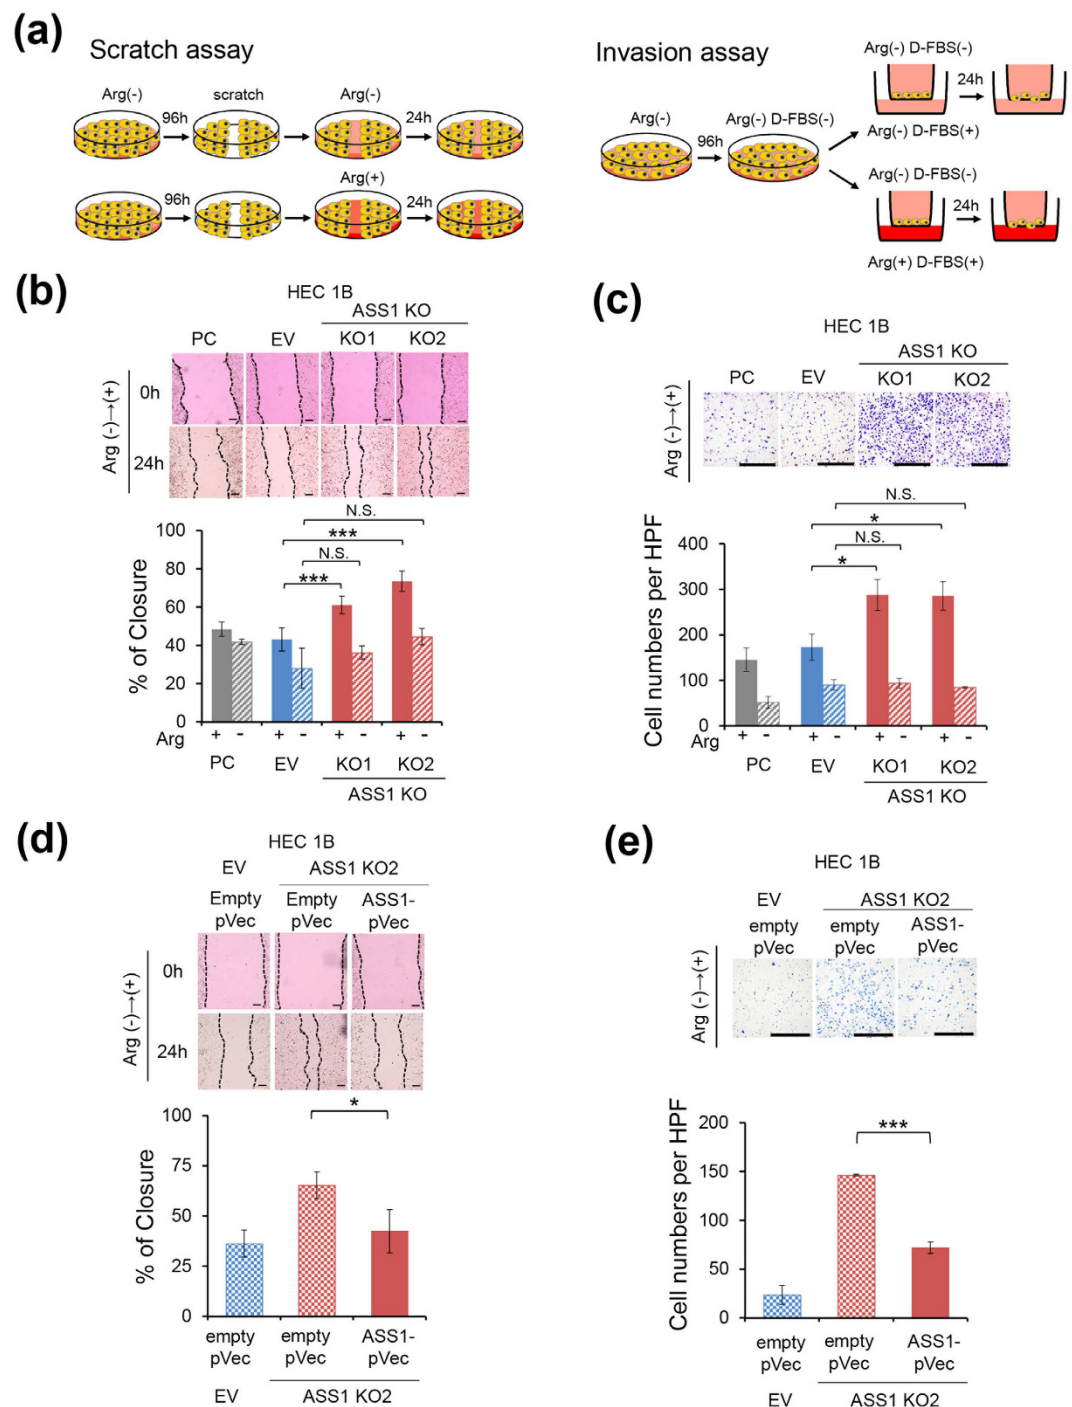 (a)
Scratch assay
Arg(-)
scratch
Arg(-)
96h
24h
Arg(+)
96h
24h
Invasion assay
Arg(-) D-FBS(-)
24h
Arg(-)
Arg(-) D-FBS(-)
96h
Arg(-) D-FBS(+)
Arg(-) D-FBS(-)
24h
Arg(+) D-FBS(+)
(b)
HEC 1B
ASS1 KO
PC EV KO1 KO2
Arg (-)→(+)
0h
24h
N.S.
***
N.S.
***
% of Closure
100
80
60
40
20
0
Arg + - + - + - + -
PC EV KO1 KO2
ASS1 KO
(c)
HEC 1B
ASS1 KO
PC EV KO1 KO2
Arg (-)→(+)
N.S.
*
N.S.
*
Cell numbers per HPF
400
300
200
100
0
Arg + - + - + - + -
PC EV KO1 KO2
ASS1 KO
(d)
HEC 1B
EV ASS1 KO2
Empty Empty ASS1-
pVec pVec pVec
Arg (-)→(+)
0h
24h
*
% of Closure
100
75
50
25
0
empty empty ASS1-
pVec pVec pVec
EV ASS1 KO2
(e)
HEC 1B
EV ASS1 KO2
empty empty ASS1-
pVec pVec pVec
Arg (-)→(+)
***
Cell numbers per HPF
200
150
100
50
0
empty empty ASS1-
pVec pVec pVec
EV ASS1 KO2